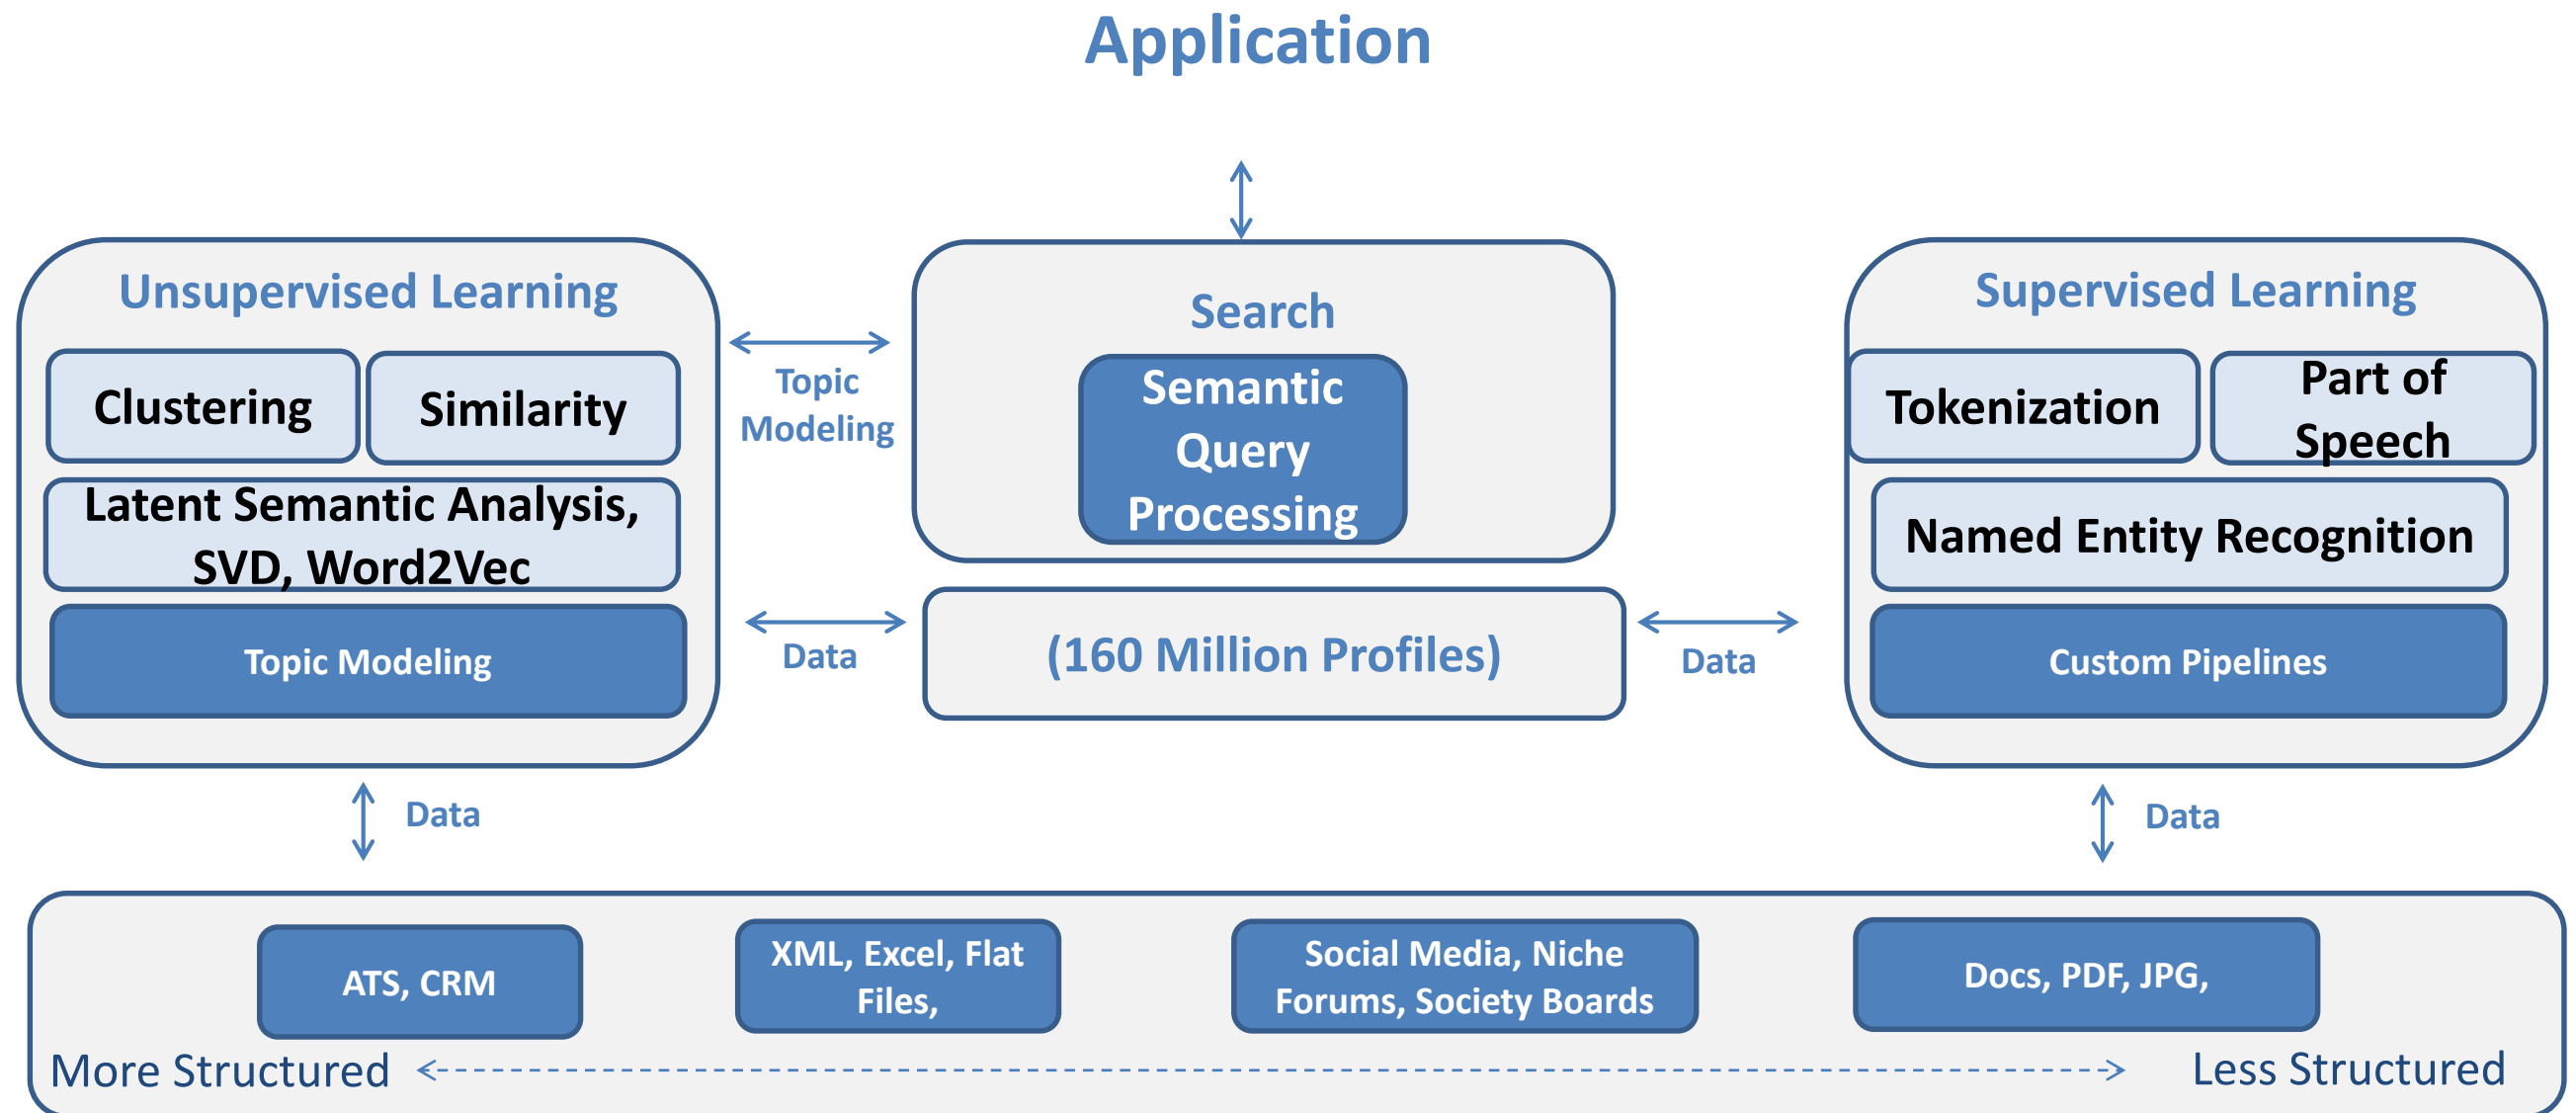 Application
Unsupervised Learning
Clustering
Similarity
Latent Semantic Analysis,
SVD, Word2Vec
Topic Modeling
Topic
Modeling
Search
Semantic
Query
Processing
Data
(160 Million Profiles)
Data
Supervised Learning
Tokenization
Part of
Speech
Named Entity Recognition
Custom Pipelines
Data
Data
ATS, CRM
XML, Excel, Flat
Files,
Social Media, Niche
Forums, Society Boards
Docs, PDF, JPG,
More Structured
Less Structured